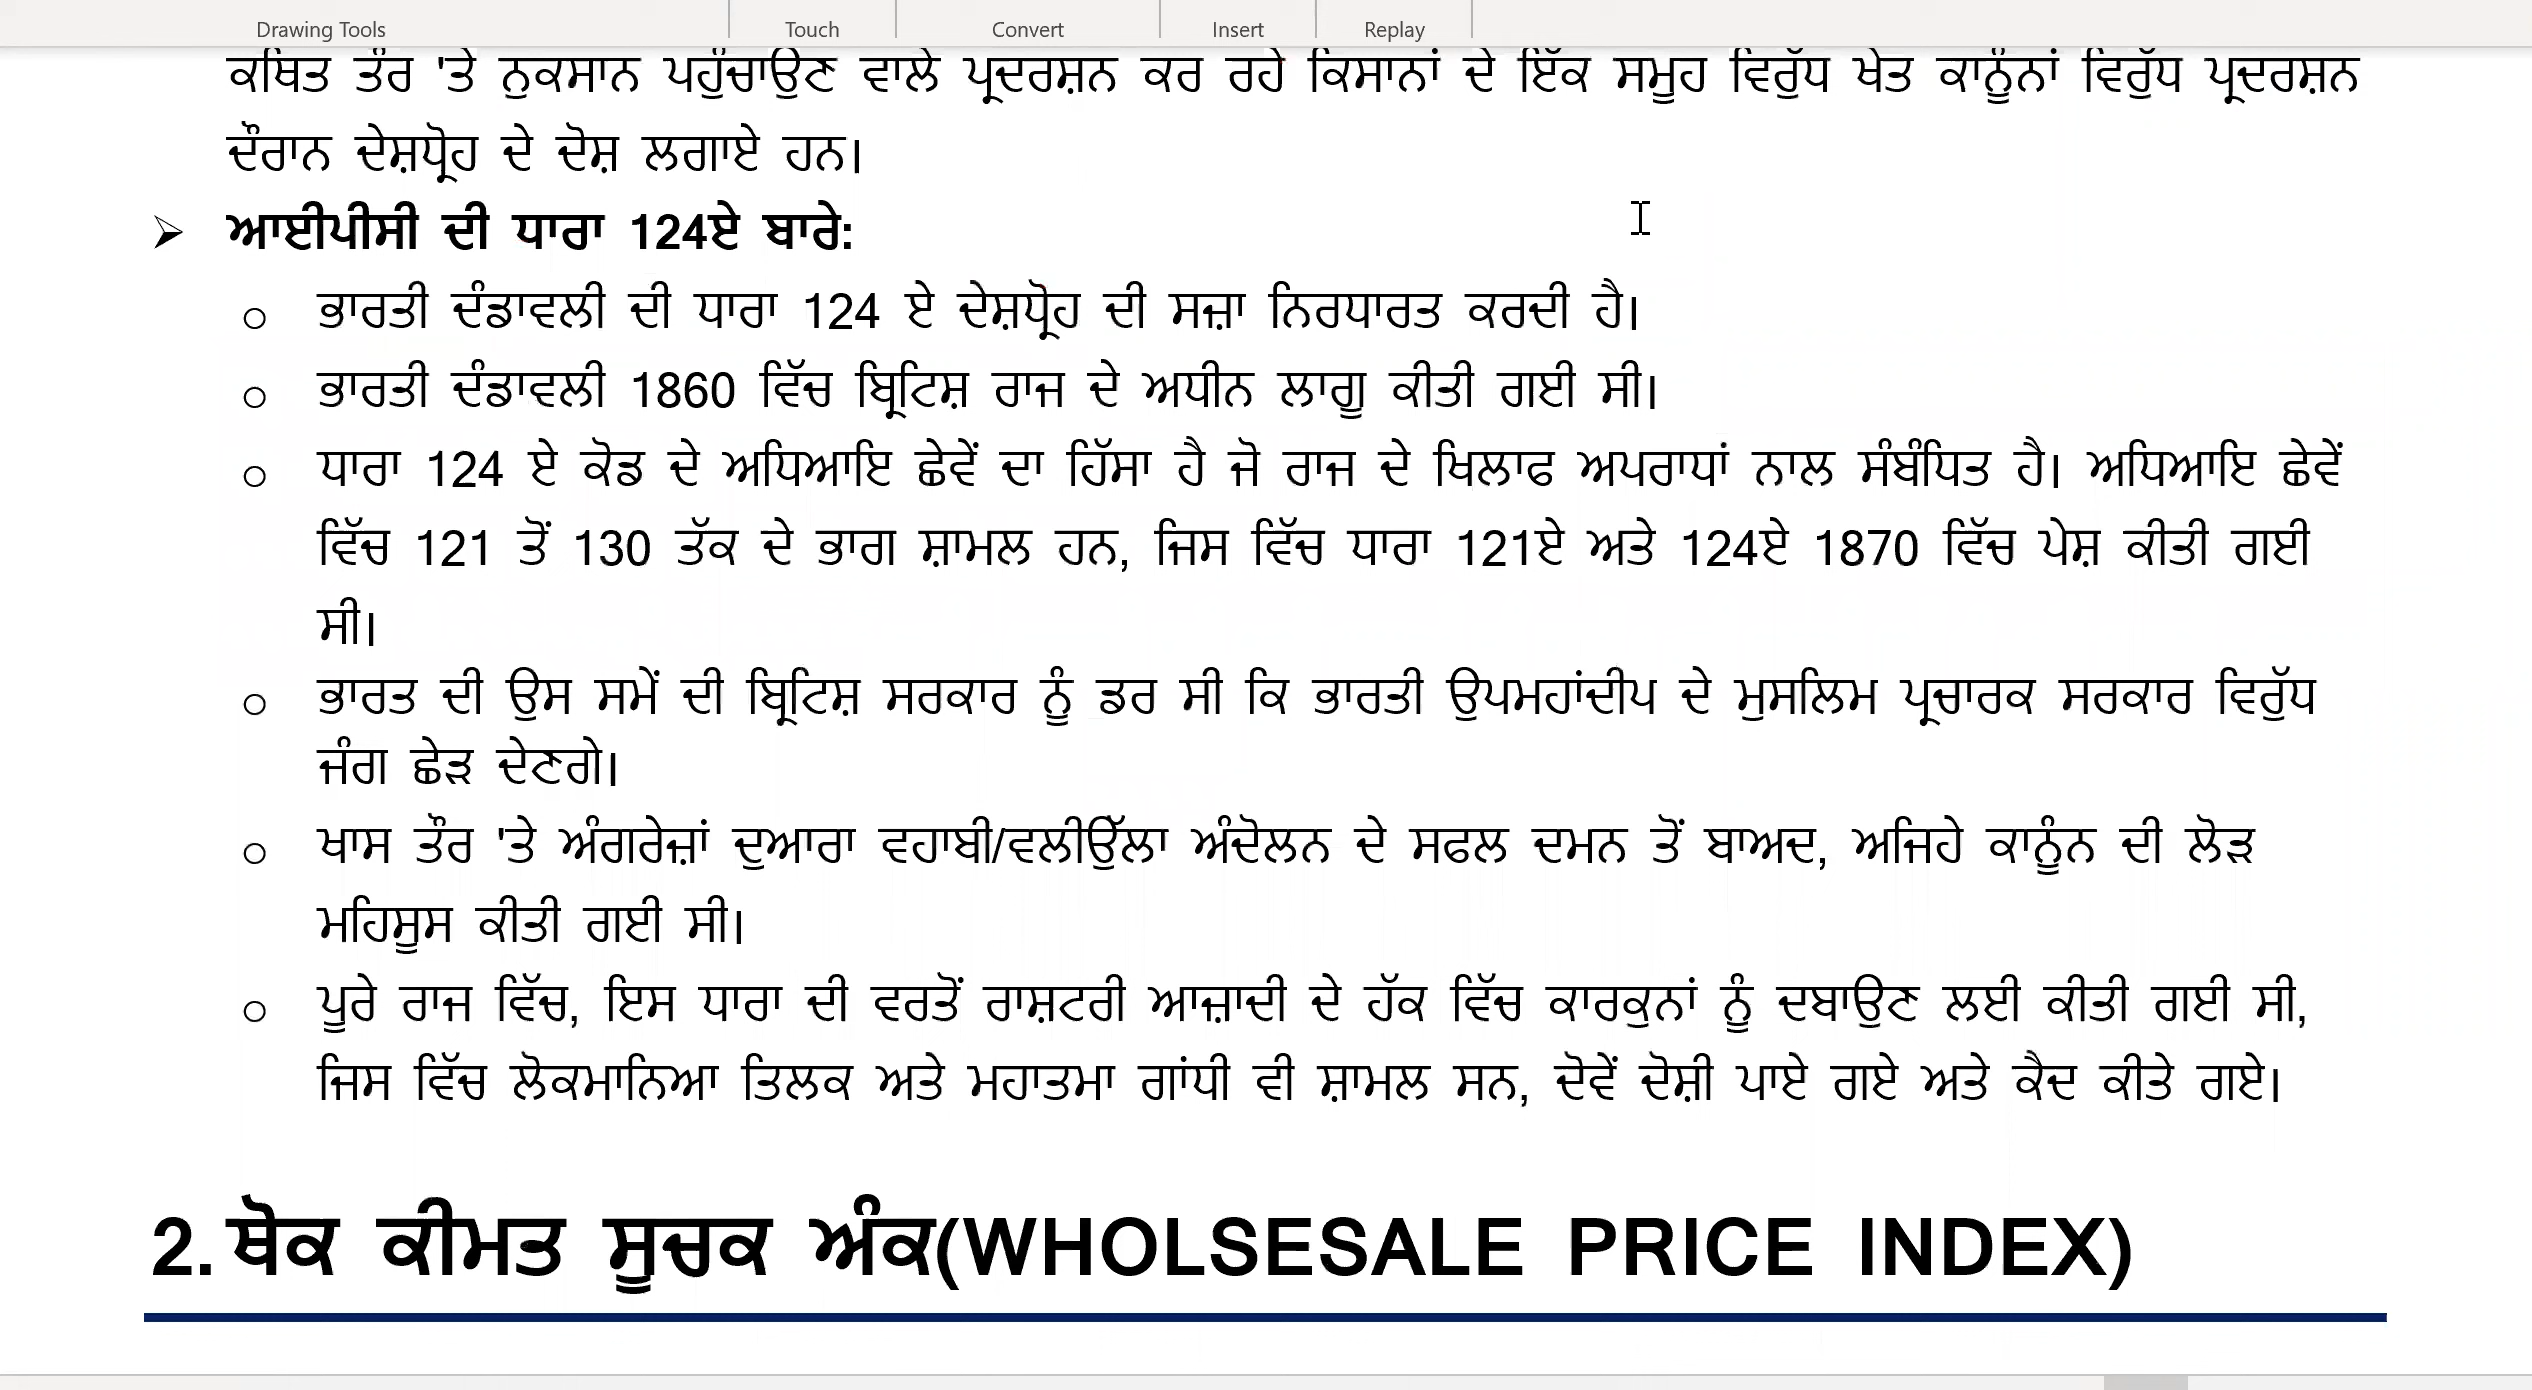 Drawing Tools Touch Convert Insert Replay
ਕਥਿਤ ਤੌਰ 'ਤੇ ਨੁਕਸਾਨ ਪਹੁੰਚਾਉਣ ਵਾਲੇ ਪ੍ਰਦਰਸ਼ਨ ਕਰ ਰਹੇ ਕਿਸਾਨਾਂ ਦੇ ਇੱਕ ਸਮੂਹ ਵਿਰੁੱਧ ਖੇਤ ਕਾਨੂੰਨਾਂ ਵਿਰੁੱਧ ਪ੍ਰਦਰਸ਼ਨ
ਦੌਰਾਨ ਦੇਸ਼ਧ੍ਰੋਹ ਦੇ ਦੋਸ਼ ਲਗਾਏ ਹਨ।
➢ ਆਈਪੀਸੀ ਦੀ ਧਾਰਾ 124ਏ ਬਾਰੇ:
o ਭਾਰਤੀ ਦੰਡਾਵਲੀ ਦੀ ਧਾਰਾ 124 ਏ ਦੇਸ਼ਧ੍ਰੋਹ ਦੀ ਸਜ਼ਾ ਨਿਰਧਾਰਤ ਕਰਦੀ ਹੈ।
o ਭਾਰਤੀ ਦੰਡਾਵਲੀ 1860 ਵਿੱਚ ਬ੍ਰਿਟਿਸ਼ ਰਾਜ ਦੇ ਅਧੀਨ ਲਾਗੂ ਕੀਤੀ ਗਈ ਸੀ।
o ਧਾਰਾ 124 ਏ ਕੋਡ ਦੇ ਅਧਿਆਇ ਛੇਵੇਂ ਦਾ ਹਿੱਸਾ ਹੈ ਜੋ ਰਾਜ ਦੇ ਖਿਲਾਫ ਅਪਰਾਧਾਂ ਨਾਲ ਸੰਬੰਧਿਤ ਹੈ। ਅਧਿਆਇ ਛੇਵੇਂ
ਵਿੱਚ 121 ਤੋਂ 130 ਤੱਕ ਦੇ ਭਾਗ ਸ਼ਾਮਲ ਹਨ, ਜਿਸ ਵਿੱਚ ਧਾਰਾ 121ਏ ਅਤੇ 124ਏ 1870 ਵਿੱਚ ਪੇਸ਼ ਕੀਤੀ ਗਈ
ਸੀ।
o ਭਾਰਤ ਦੀ ਉਸ ਸਮੇਂ ਦੀ ਬ੍ਰਿਟਿਸ਼ ਸਰਕਾਰ ਨੂੰ ਡਰ ਸੀ ਕਿ ਭਾਰਤੀ ਉਪਮਹਾਂਦੀਪ ਦੇ ਮੁਸਲਿਮ ਪ੍ਰਚਾਰਕ ਸਰਕਾਰ ਵਿਰੁੱਧ
ਜੰਗ ਛੇੜ ਦੇਣਗੇ।
o ਖਾਸ ਤੌਰ 'ਤੇ ਅੰਗਰੇਜ਼ਾਂ ਦੁਆਰਾ ਵਹਾਬੀ/ਵਲੀਉੱਲਾ ਅੰਦੋਲਨ ਦੇ ਸਫਲ ਦਮਨ ਤੋਂ ਬਾਅਦ, ਅਜਿਹੇ ਕਾਨੂੰਨ ਦੀ ਲੋੜ
ਮਹਿਸੂਸ ਕੀਤੀ ਗਈ ਸੀ।
o ਪੂਰੇ ਰਾਜ ਵਿੱਚ, ਇਸ ਧਾਰਾ ਦੀ ਵਰਤੋਂ ਰਾਸ਼ਟਰੀ ਆਜ਼ਾਦੀ ਦੇ ਹੱਕ ਵਿੱਚ ਕਾਰਕੁਨਾਂ ਨੂੰ ਦਬਾਉਣ ਲਈ ਕੀਤੀ ਗਈ ਸੀ,
ਜਿਸ ਵਿੱਚ ਲੋਕਮਾਨਿਆ ਤਿਲਕ ਅਤੇ ਮਹਾਤਮਾ ਗਾਂਧੀ ਵੀ ਸ਼ਾਮਲ ਸਨ, ਦੋਵੇਂ ਦੋਸ਼ੀ ਪਾਏ ਗਏ ਅਤੇ ਕੈਦ ਕੀਤੇ ਗਏ।
2. ਥੋਕ ਕੀਮਤ ਸੂਚਕ ਅੰਕ(WHOLSESALE PRICE INDEX)